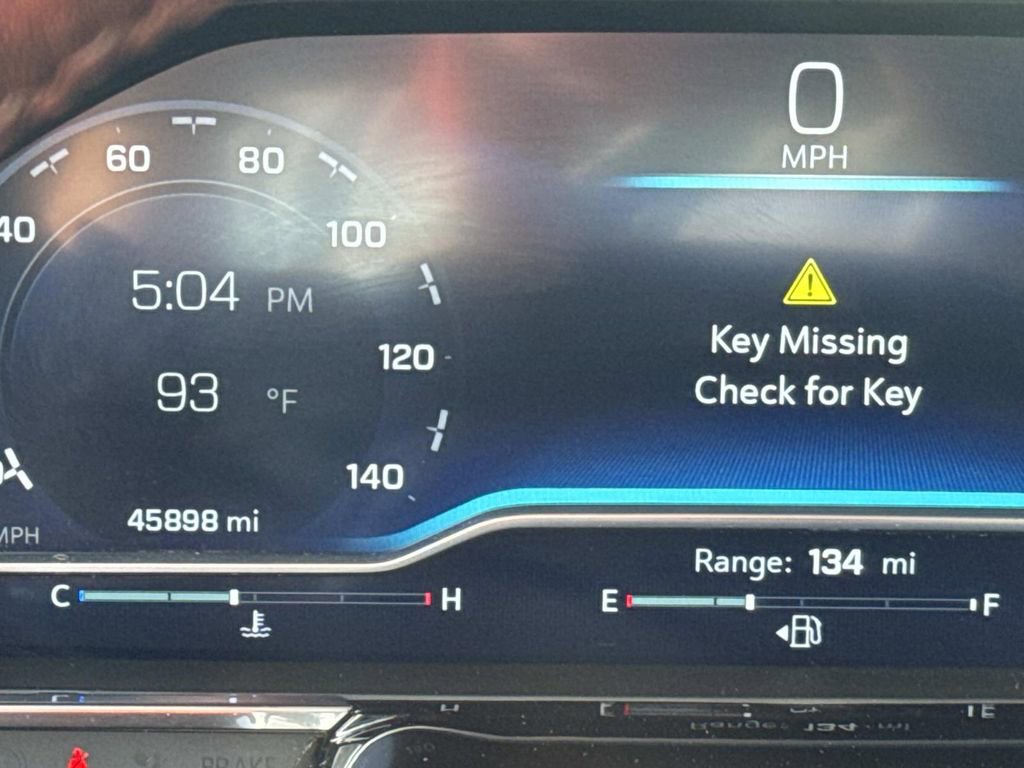 0
MPH
60
80
40
100
5:04 PM
120
93 °F
140
45898 mi
MPH
Key Missing
Check for Key
Range: 134 mi
C
H
E
F
BRAKE